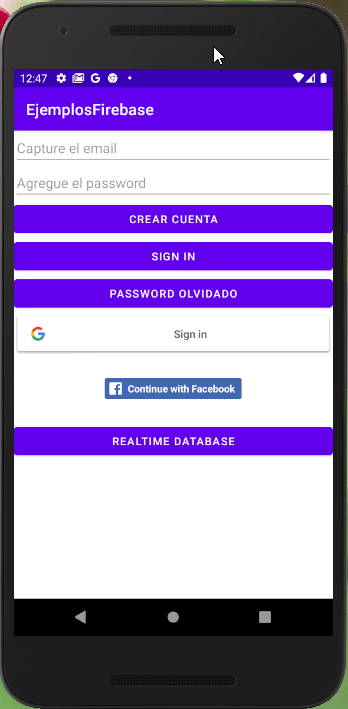 12:47
EjemplosFirebase
Capture el email
Agregue el password
CREAR CUENTA
SIGN IN
PASSWORD OLVIDADO
Sign in
Continue with Facebook
REALTIME DATABASE